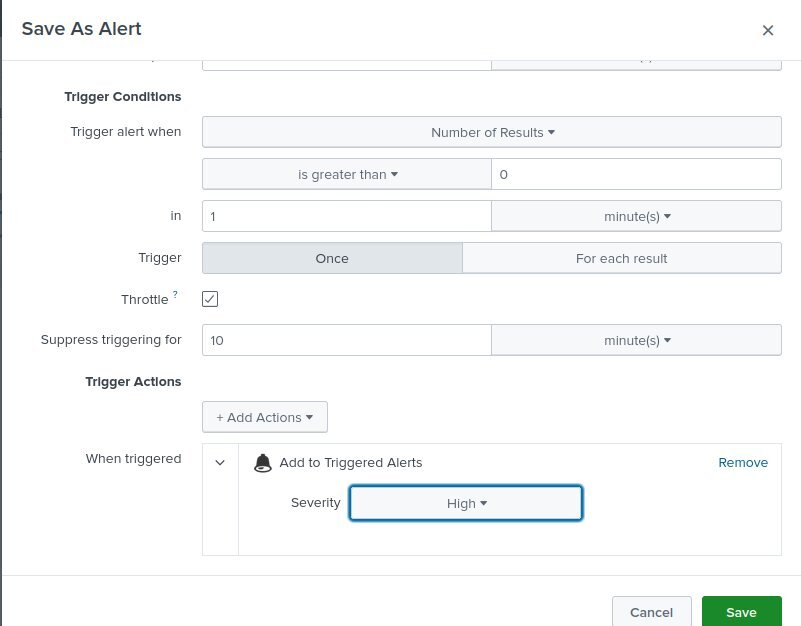 Save As Alert
Trigger Conditions
Trigger alert when
Number of Results
is greater than
0
in
1
minute(s)
Trigger
Once
For each result
Throttle ?
Suppress triggering for
10
minute(s)
Trigger Actions
+ Add Actions
When triggered
Add to Triggered Alerts
Remove
Severity
High
Cancel
Save